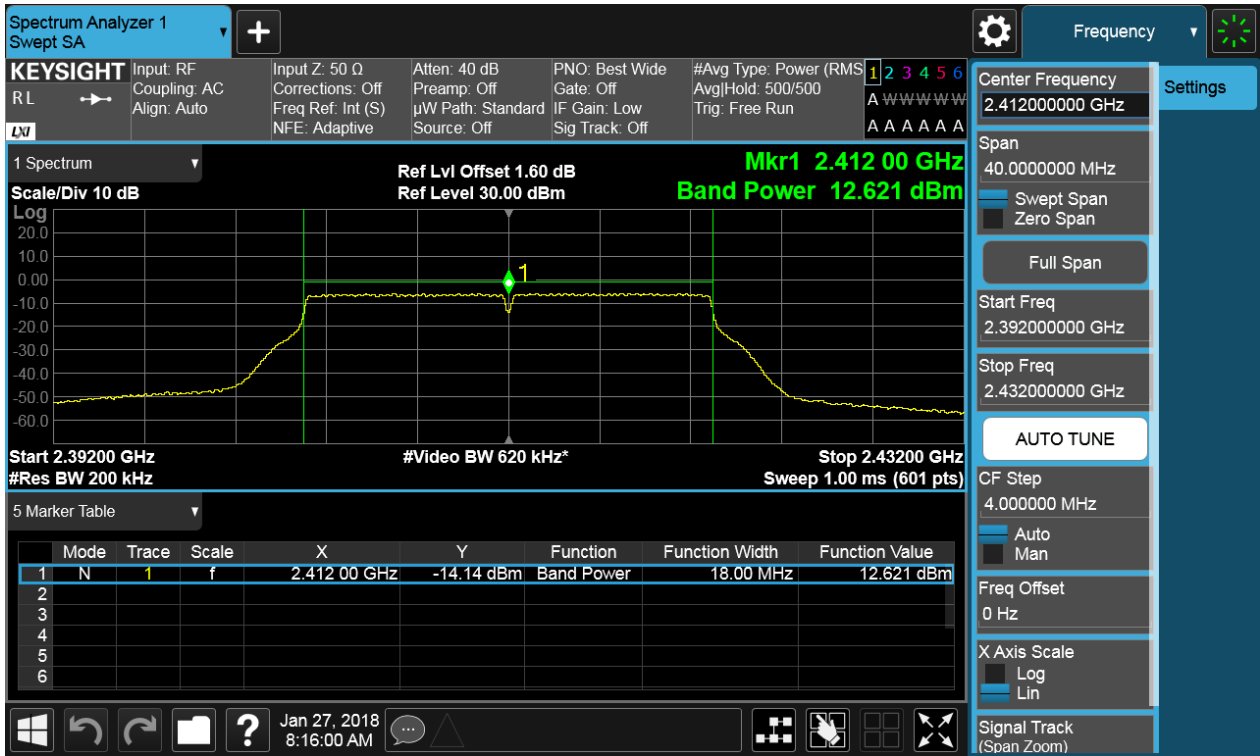 Spectrum Analyzer 1
Swept SA
Frequency
KEYSIGHT
R L
LXI
Input: RF
Coupling: AC
Align: Auto
Input Z: 50 Ω
Corrections: Off
Freq Ref: Int (S)
NFE: Adaptive
Atten: 40 dB
Preamp: Off
µW Path: Standard
Source: Off
PNO: Best Wide
Gate: Off
IF Gain: Low
Sig Track: Off
#Avg Type: Power (RMS
Avg|Hold: 500/500
Trig: Free Run
1 2 3 4 5 6
A W W W W W
A A A A A A
1 Spectrum
Scale/Div 10 dB
Ref Lvl Offset 1.60 dB
Ref Level 30.00 dBm
Mkr1 2.412 00 GHz
Band Power 12.621 dBm
Log
20.0
10.0
0.00
-10.0
-20.0
-30.0
-40.0
-50.0
-60.0
1
Start 2.39200 GHz
#Res BW 200 kHz
#Video BW 620 kHz*
Stop 2.43200 GHz
Sweep 1.00 ms (601 pts)
5 Marker Table
Mode Trace Scale X Y Function Function Width Function Value
1 N 1 f 2.412 00 GHz -14.14 dBm Band Power 18.00 MHz 12.621 dBm
2
3
4
5
6
Jan 27, 2018
8:16:00 AM
Center Frequency
2.412000000 GHz
Settings
Span
40.0000000 MHz
Swept Span
Zero Span
Full Span
Start Freq
2.392000000 GHz
Stop Freq
2.432000000 GHz
AUTO TUNE
CF Step
4.000000 MHz
Auto
Man
Freq Offset
0 Hz
X Axis Scale
Log
Lin
Signal Track
(Span Zoom)